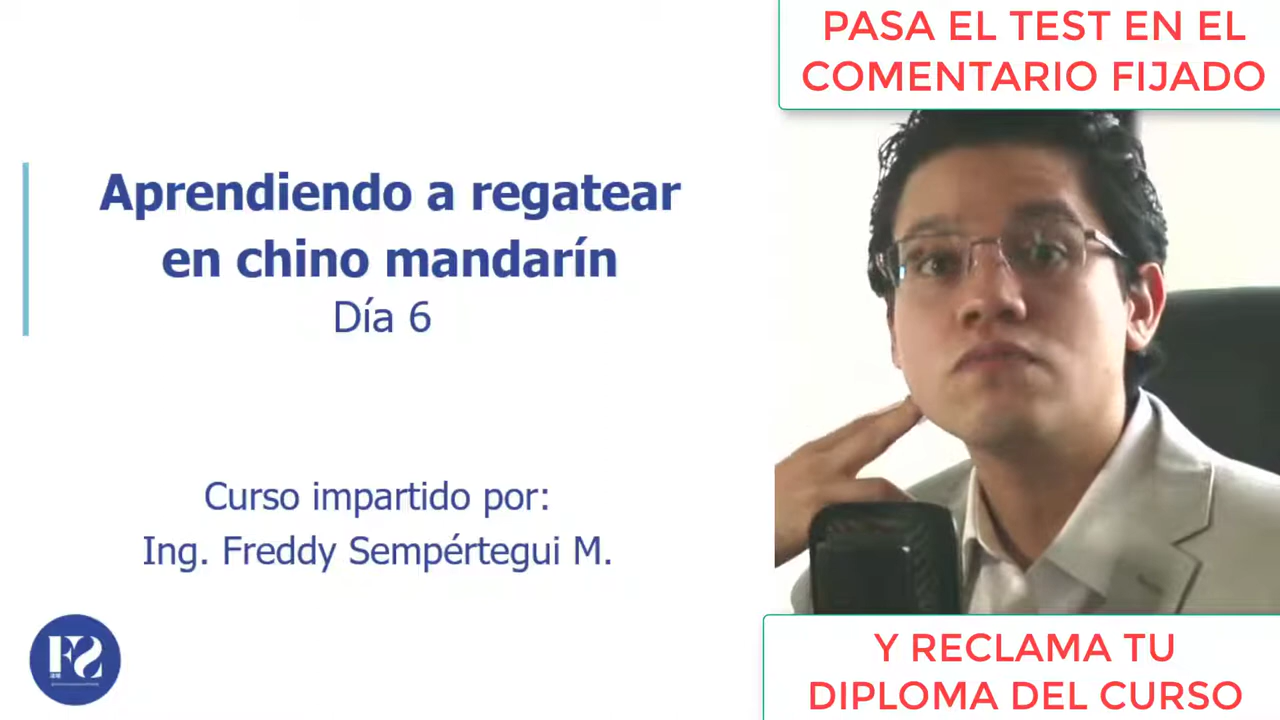 PASA EL TEST EN EL
COMENTARIO FIJADO
Aprendiendo a regatear
en chino mandarín
Día 6
Curso impartido por:
Ing. Freddy Sempértegui M.
FS
Y RECLAMA TU
DIPLOMA DEL CURSO